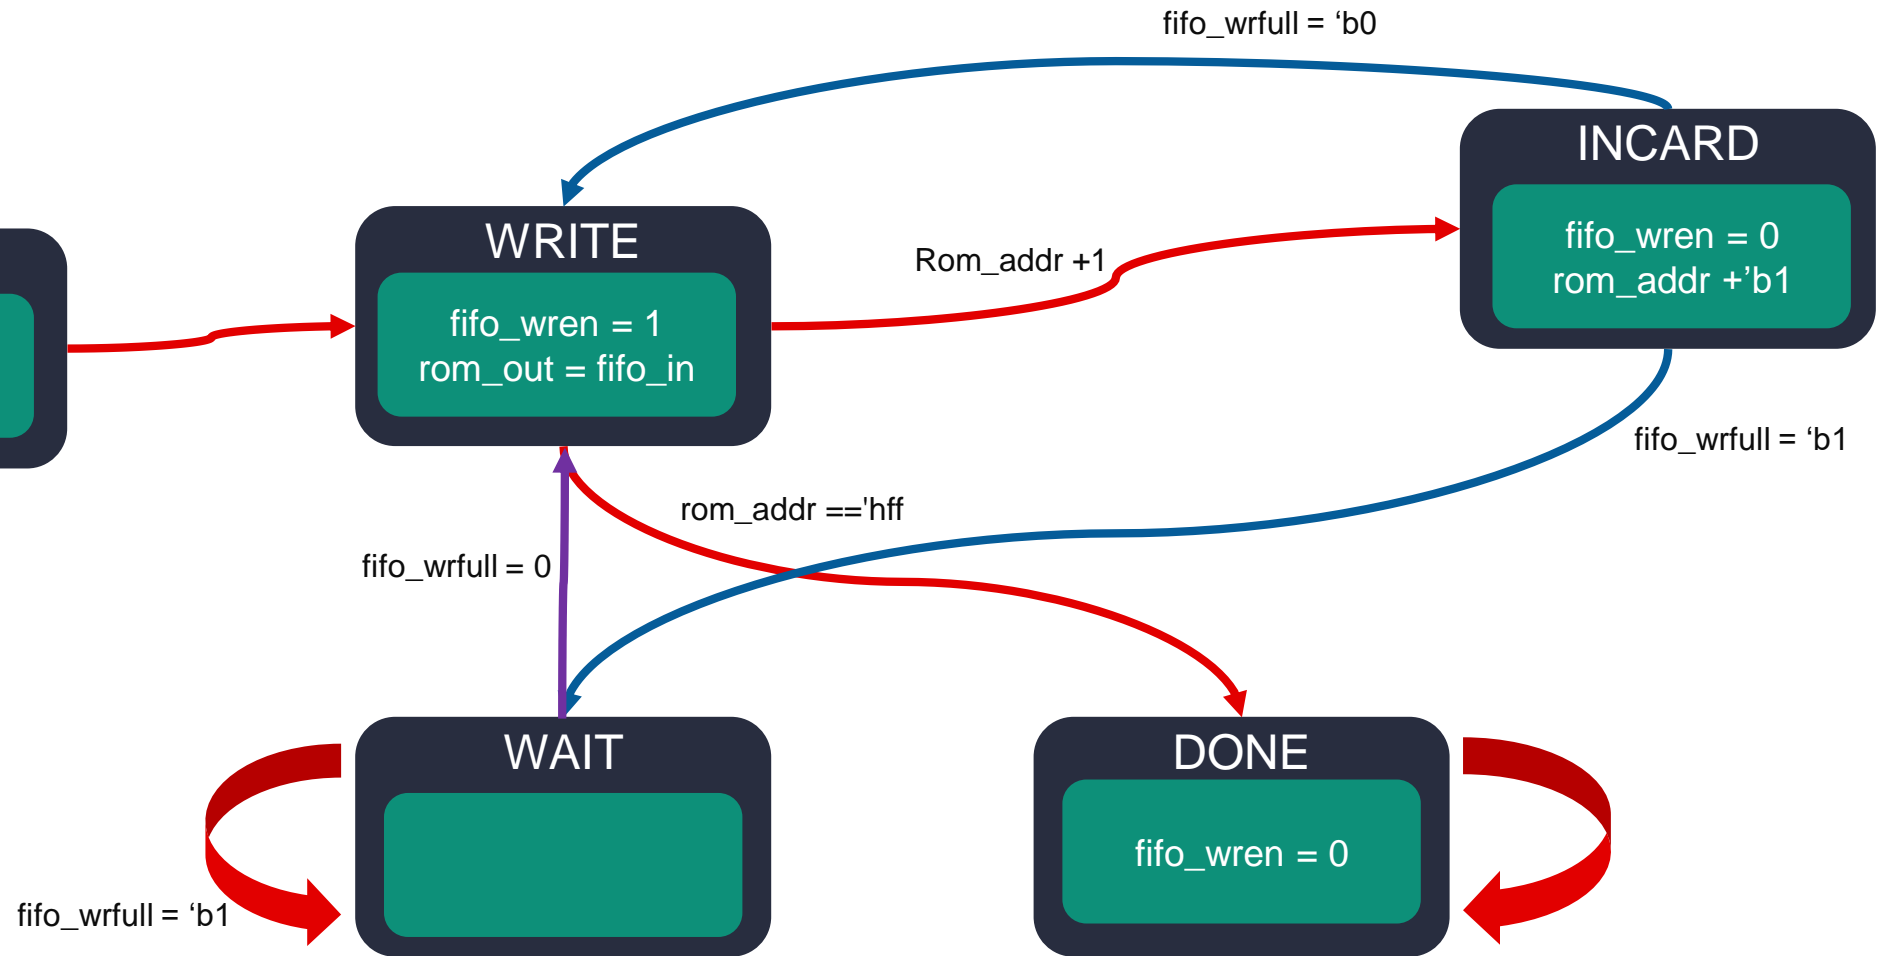 fifo_wrfull = ‘b0
INCARD
fifo_wren = 0
rom_addr +’b1
WRITE
fifo_wren = 1
rom_out = fifo_in
Rom_addr +1
fifo_wrfull = ‘b1
rom_addr =='hff
fifo_wrfull = 0
WAIT
DONE
fifo_wren = 0
fifo_wrfull = ‘b1